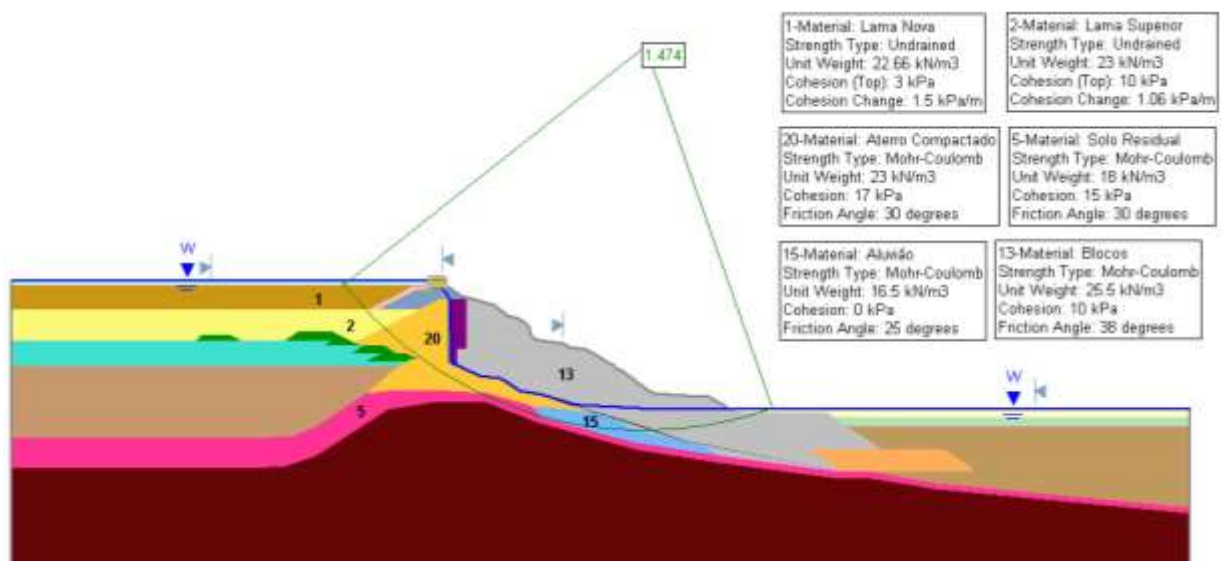 1.474
1-Material: Lama Nova
Strength Type: Undrained
Unit Weight: 22.66 kN/m3
Cohesion (Top): 3 kPa
Cohesion Change: 1.5 kPa/m
2-Material: Lama Superior
Strength Type: Undrained
Unit Weight: 23 kN/m3
Cohesion (Top): 10 kPa
Cohesion Change: 1.06 kPa/m
20-Material: Aterro Compactado
Strength Type: Mohr-Coulomb
Unit Weight: 23 kN/m3
Cohesion: 17 kPa
Friction Angle: 30 degrees
5-Material: Solo Residual
Strength Type: Mohr-Coulomb
Unit Weight: 18 kN/m3
Cohesion: 15 kPa
Friction Angle: 30 degrees
15-Material: Aluvião
Strength Type: Mohr-Coulomb
Unit Weight: 16.5 kN/m3
Cohesion: 0 kPa
Friction Angle: 25 degrees
13-Material: Blocos
Strength Type: Mohr-Coulomb
Unit Weight: 25.5 kN/m3
Cohesion: 10 kPa
Friction Angle: 38 degrees
W
1
2
20
13
W
5
15